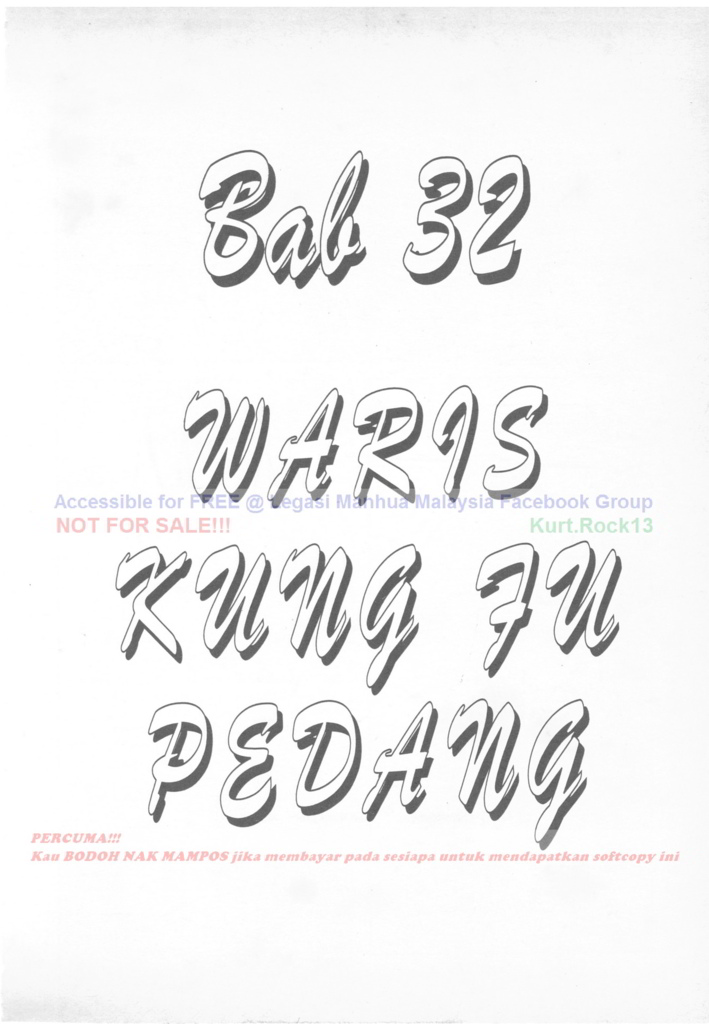 Bab 32
WARIS
Accessible for FREE @ Legasi Manhua Malaysia Facebook Group
NOT FOR SALE!!! Kurt.Rock13
KUNG FU
PEDANG
PERCUMA!!!
Kau BODOH NAK MAMPOS jika membayar pada sesiapa untuk mendapatkan softcopy ini